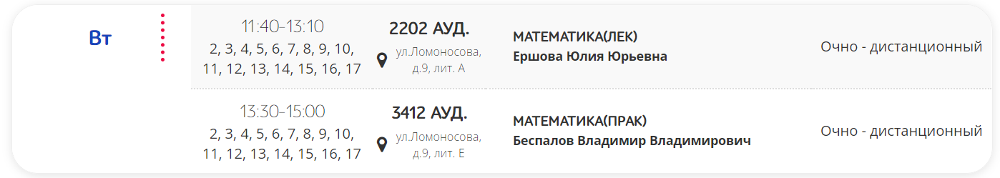 Вт
11:40-13:10
2, 3, 4, 5, 6, 7, 8, 9, 10,
11, 12, 13, 14, 15, 16, 17
2202 АУД.
ул.Ломоносова,
д.9, лит. А
МАТЕМАТИКА(ЛЕК)
Ершова Юлия Юрьевна
Очно - дистанционный
13:30-15:00
2, 3, 4, 5, 6, 7, 8, 9, 10,
11, 12, 13, 14, 15, 16, 17
3412 АУД.
ул.Ломоносова,
д.9, лит. Е
МАТЕМАТИКА(ПРАК)
Беспалов Владимир Владимирович
Очно - дистанционный